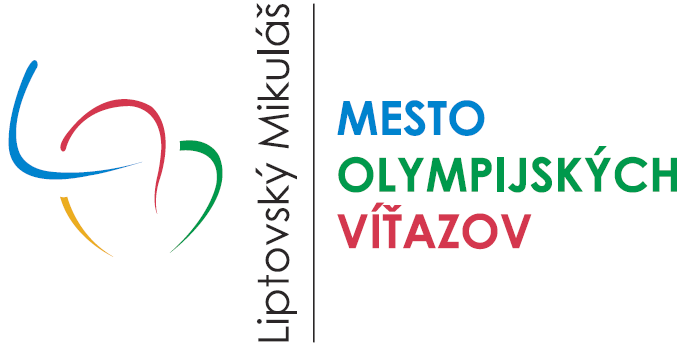 Liptovský Mikuláš
MESTO
OLYMPIJSKÝCH
VÍŤAZOV